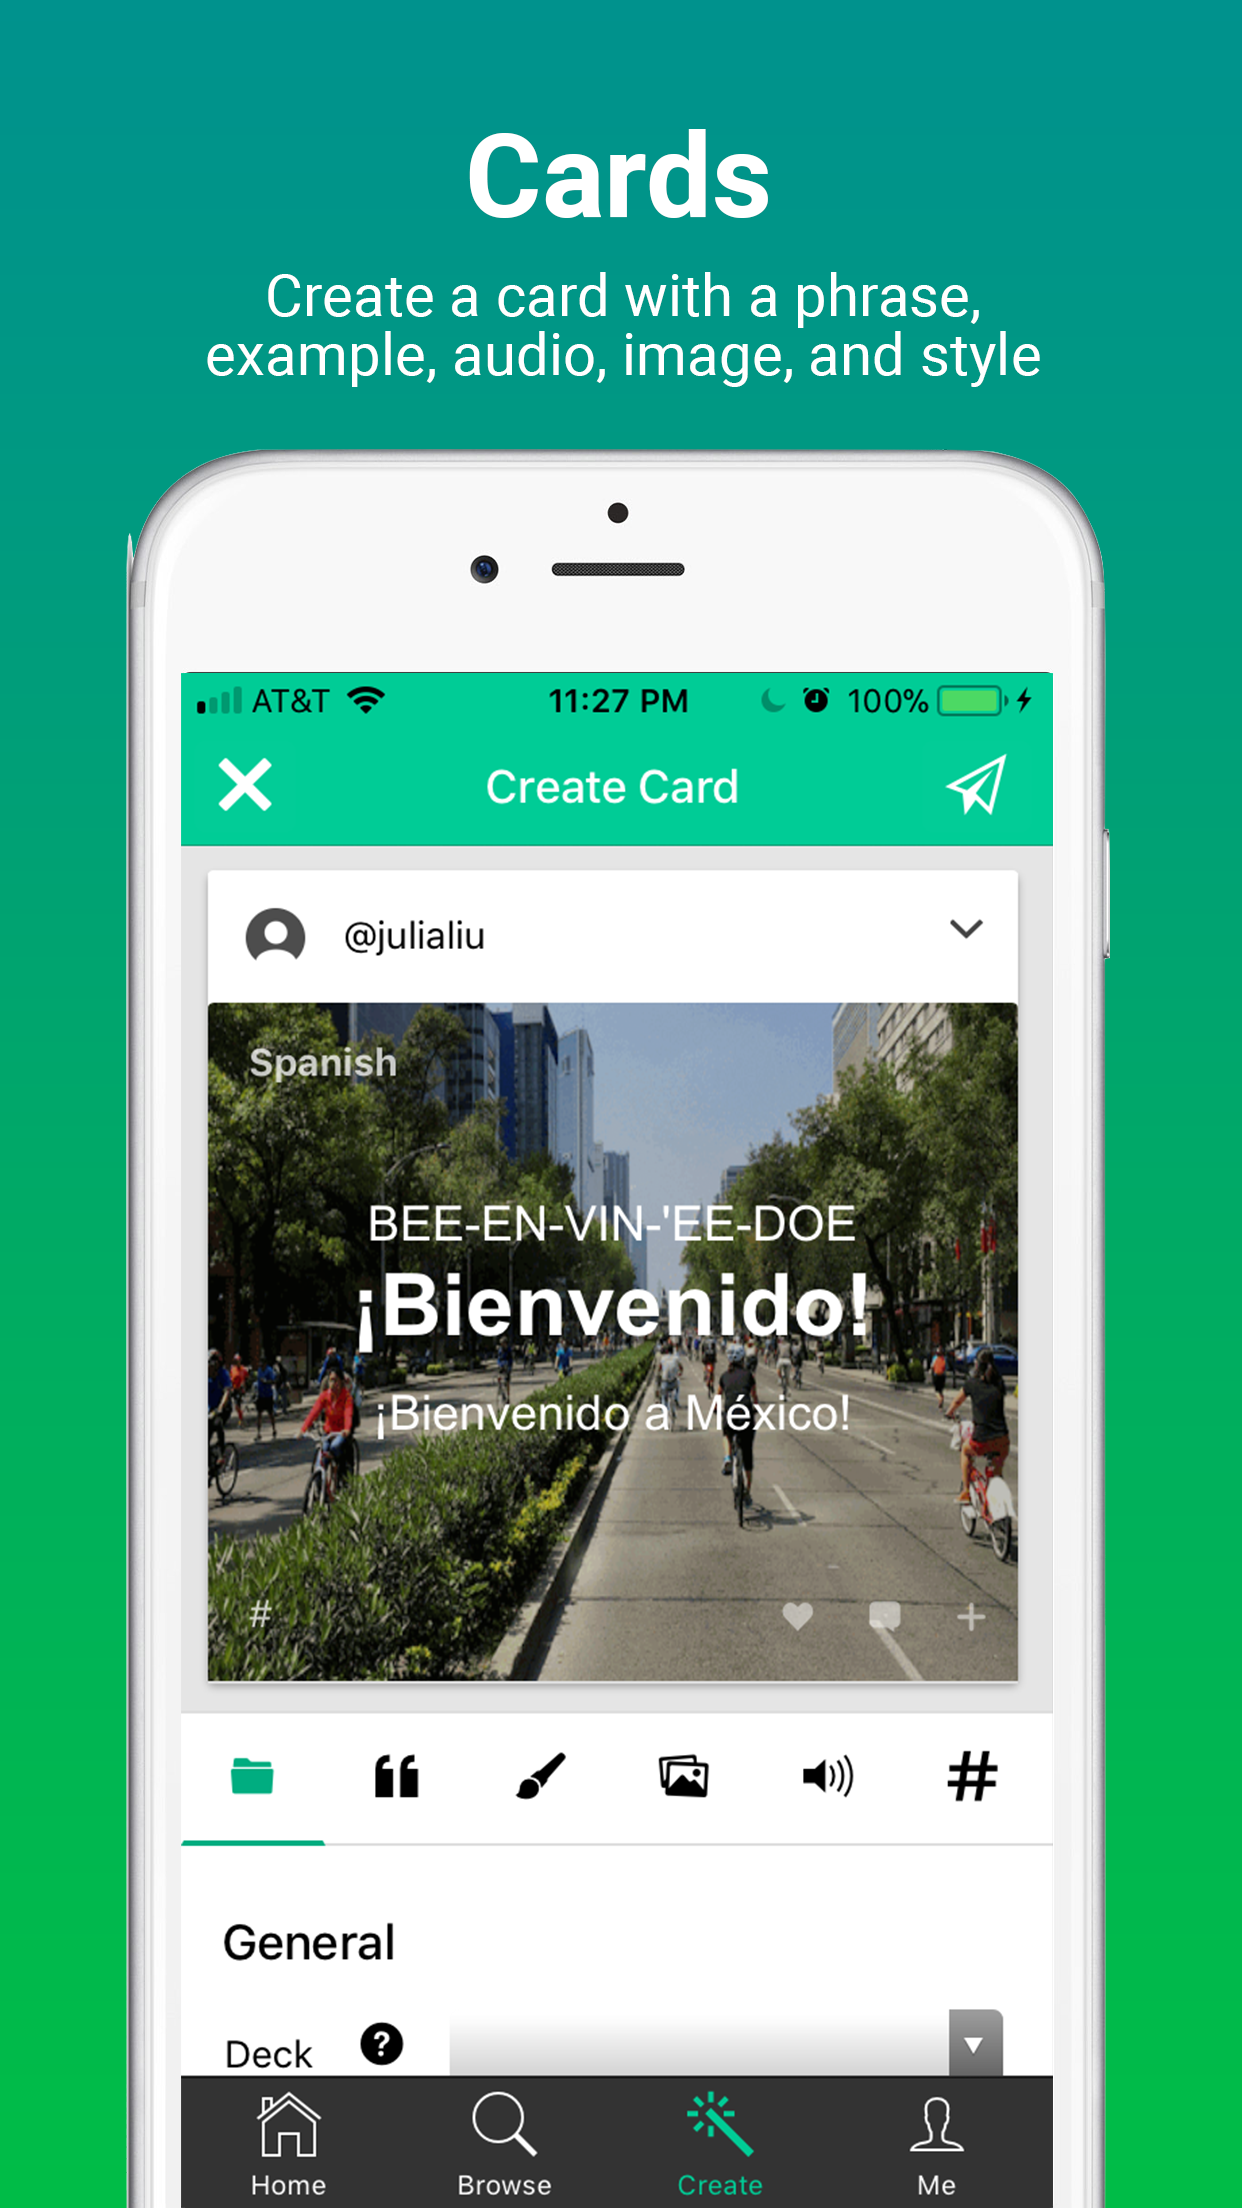 Cards
Create a card with a phrase,
example, audio, image, and style
AT&T 11:27 PM 100%
Create Card
@julialiu
Spanish
BEE-EN-VIN-'EE-DOE
¡Bienvenido!
¡Bienvenido a México!
#
#
General
Deck ?
Home Browse Create Me